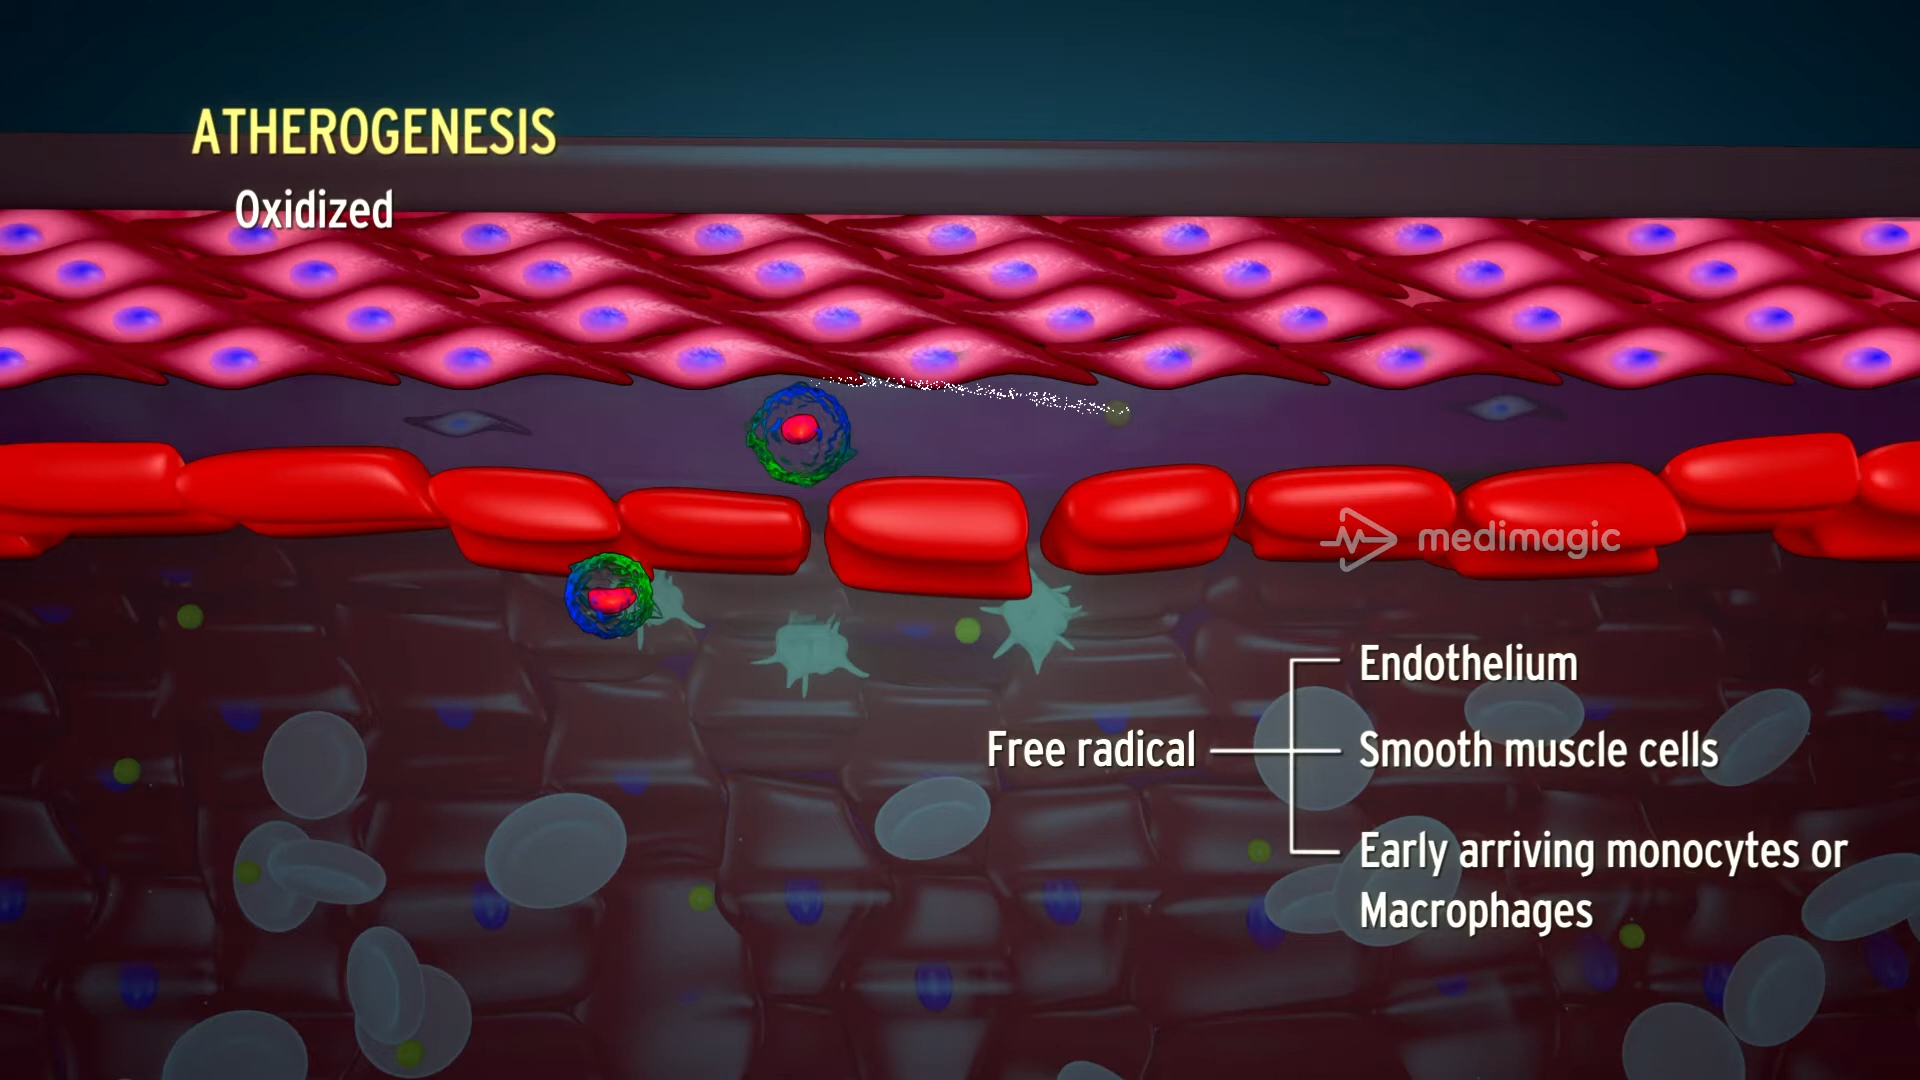 ATHEROGENESIS
Oxidized
medimagic
Endothelium
Free radical
Smooth muscle cells
Early arriving monocytes or
Macrophages